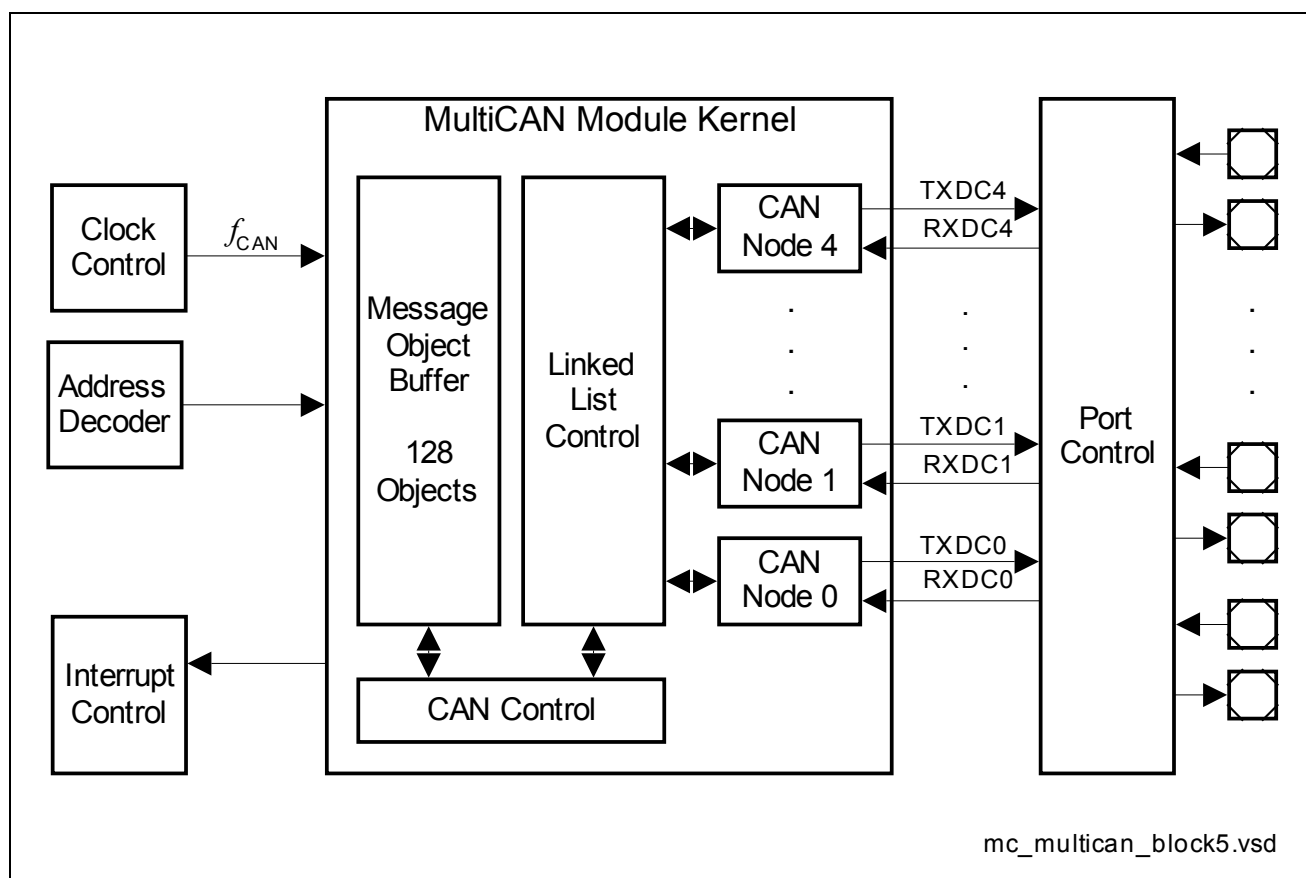 MultiCAN Module Kernel
Clock
Control
fCAN
Address
Decoder
Interrupt
Control
Message
Object
Buffer
128
Objects
Linked
List
Control
CAN Control
CAN
Node 4
CAN
Node 1
CAN
Node 0
TXDC4
RXDC4
TXDC1
RXDC1
TXDC0
RXDC0
Port
Control
mc_multican_block5.vsd